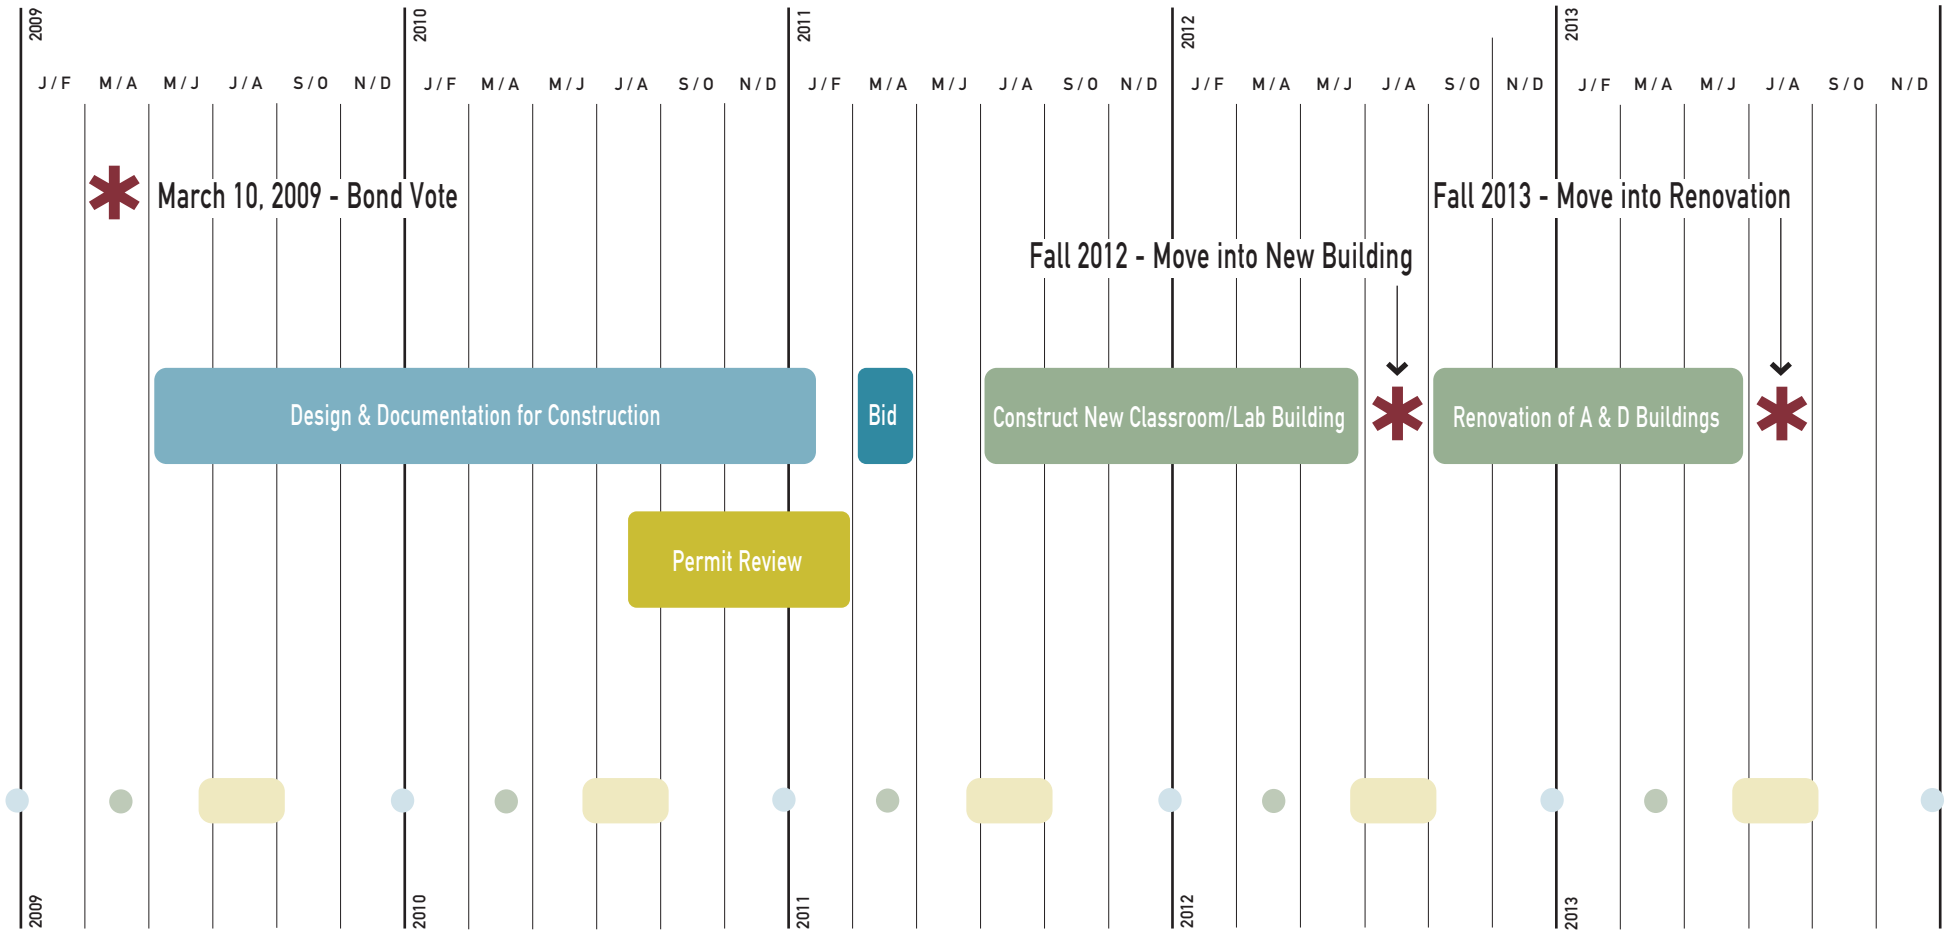 2009
2010
2011
2012
2013
J / F M / A M / J J / A S / O N / D J / F M / A M / J J / A S / O N / D J / F M / A M / J J / A S / O N / D J / F M / A M / J J / A S / O N / D J / F M / A M / J J / A S / O N / D
March 10, 2009 - Bond Vote
Fall 2013 - Move into Renovation
Fall 2012 - Move into New Building
Design & Documentation for Construction
Bid
Construct New Classroom/Lab Building
Renovation of A & D Buildings
Permit Review
2009
2010
2011
2012
2013